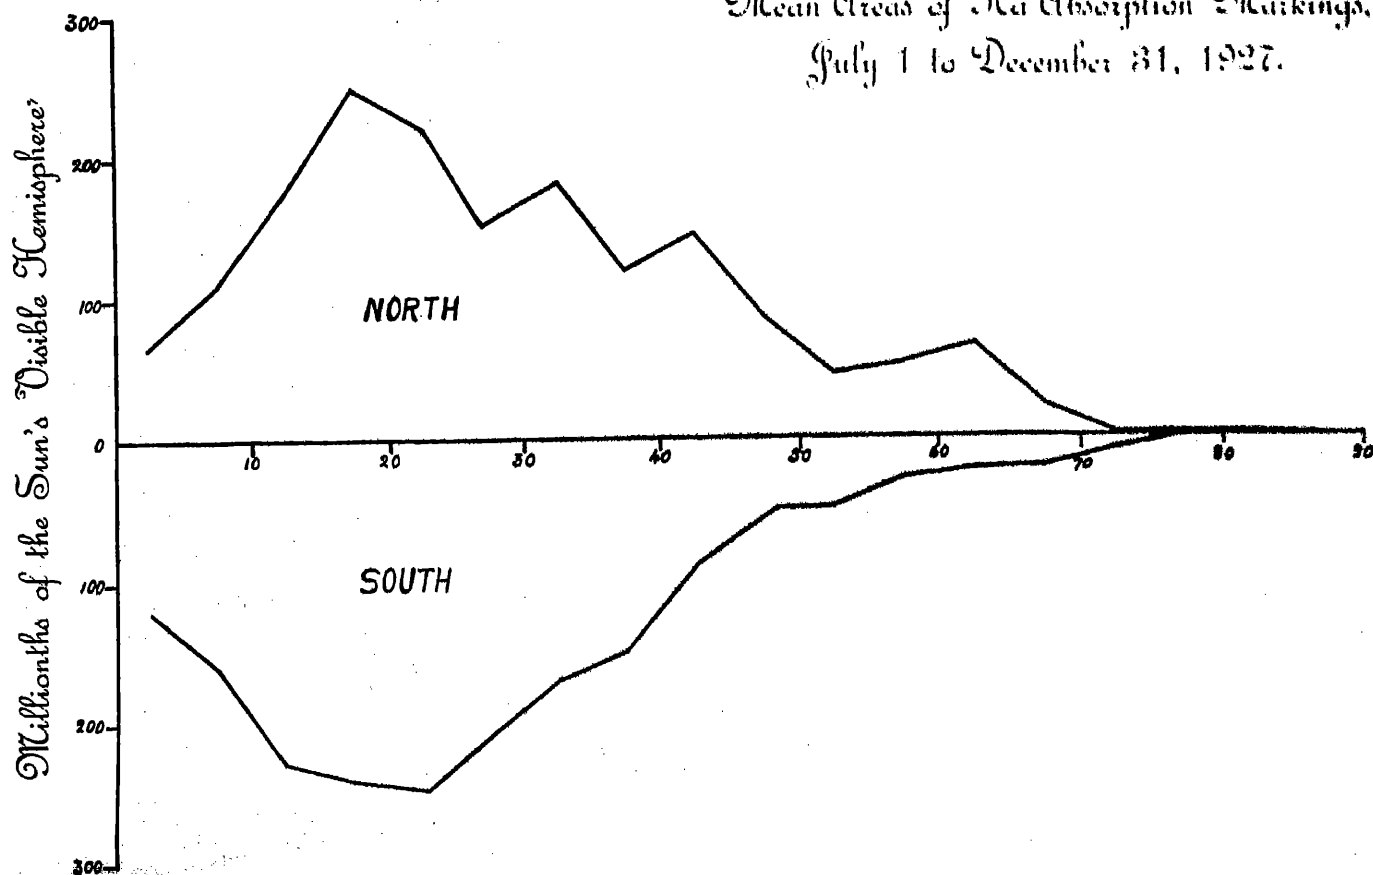 Mean Areas of Hα Absorption Markings.
July 1 to December 31, 1927.
Millionths of the Sun's Visible Hemisphere
300
200
100
0
100
200
300
NORTH
10 20 30 40 50 60 70 80 90
SOUTH